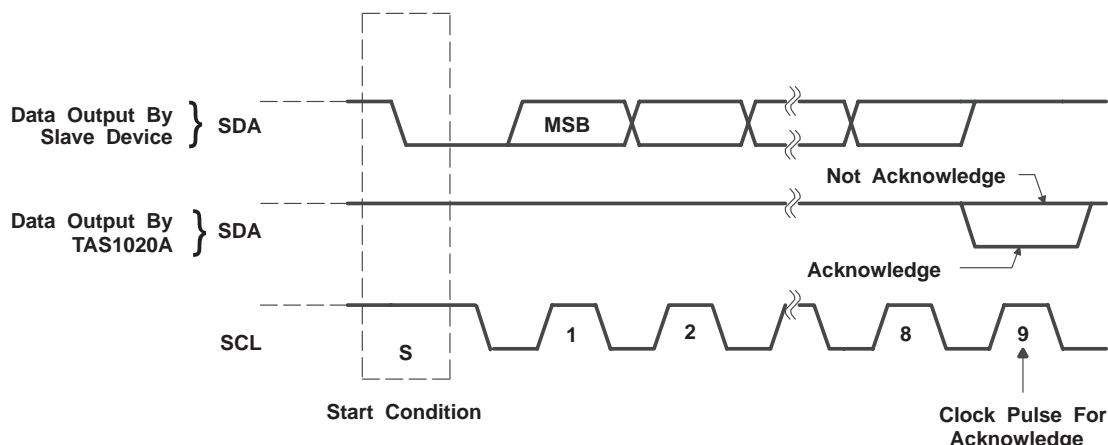 Data Output By
Slave Device
} SDA
MSB
Not Acknowledge
Data Output By
TAS1020A
} SDA
Acknowledge
SCL
S
1
2
8
9
Start Condition
Clock Pulse For
Acknowledge